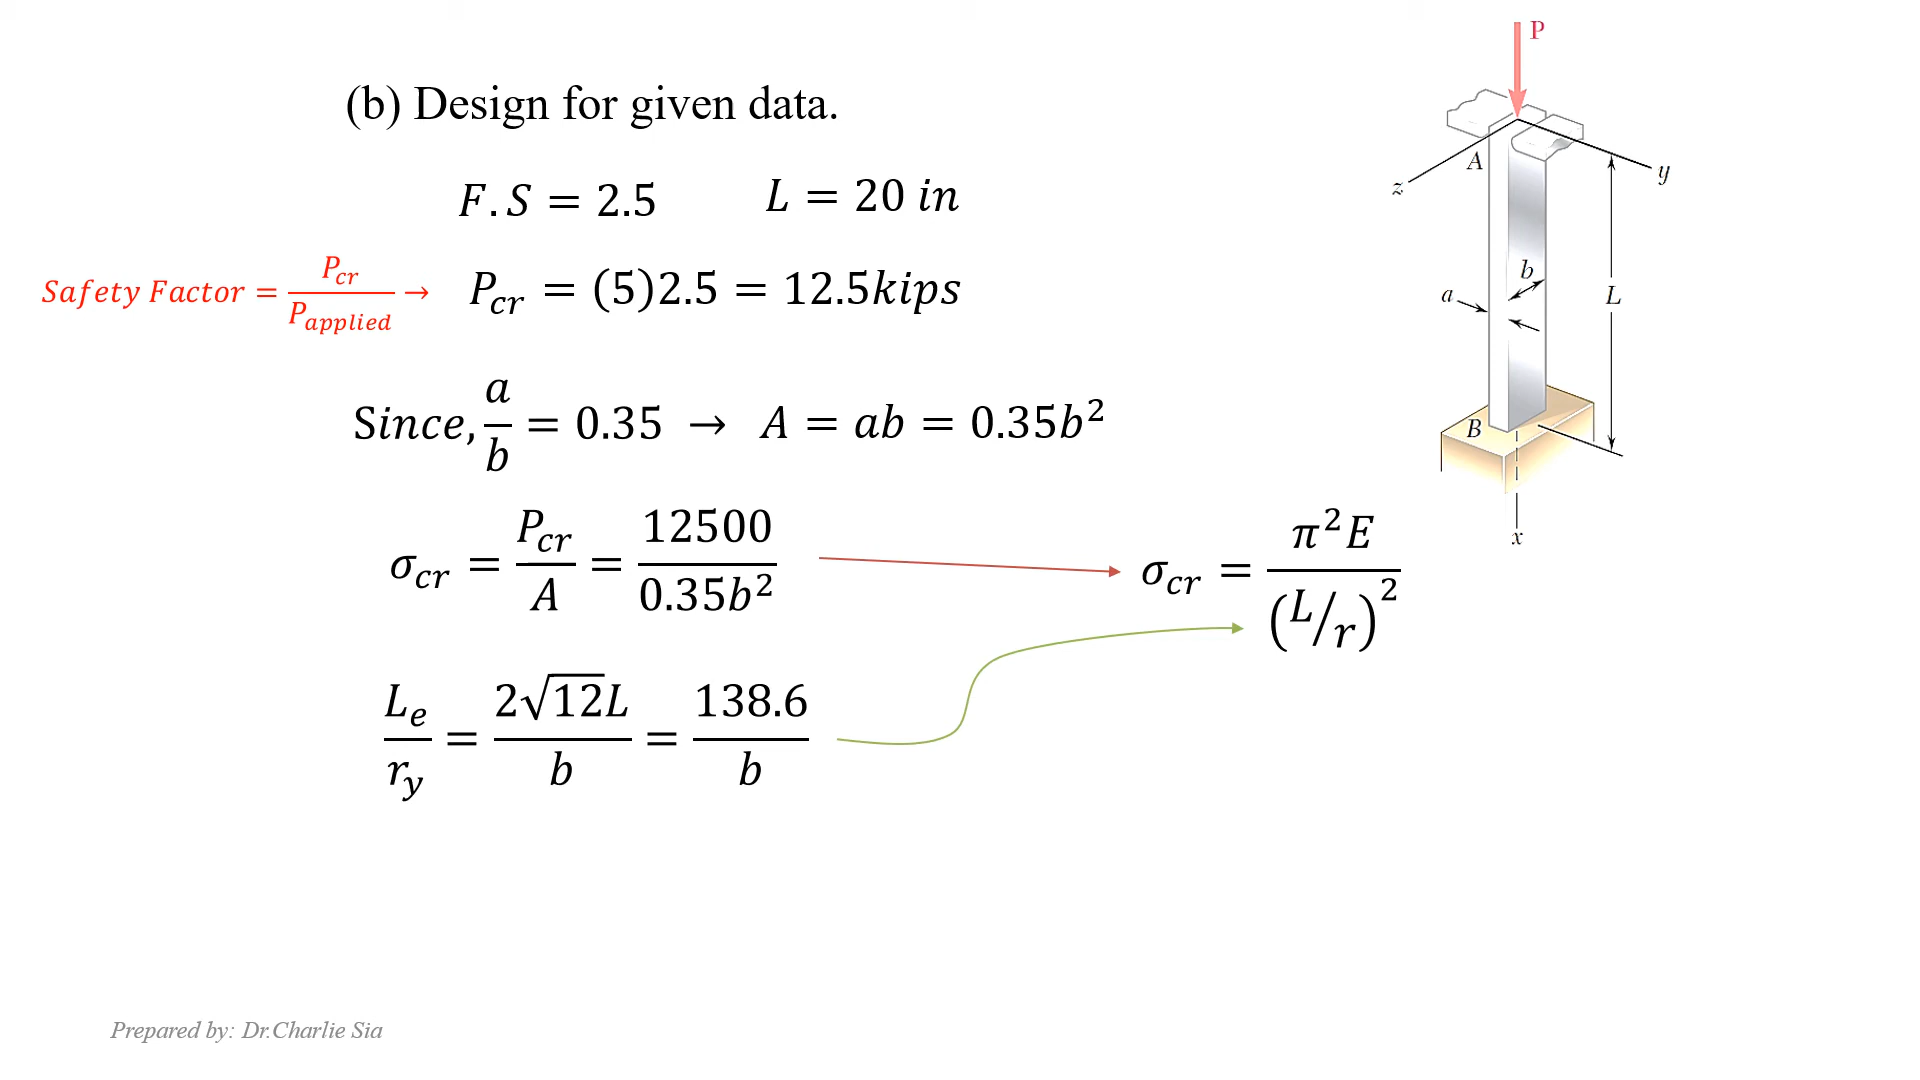 (b) Design for given data.
F.S = 2.5 L = 20 in
Safety Factor = P_cr / P_applied → P_cr = (5)2.5 = 12.5kips
Since, a/b = 0.35 → A = ab = 0.35b²
σ_cr = P_cr / A = 12500 / 0.35b²
σ_cr = π²E / (L/r)²
L_e / r_y = 2√12L / b = 138.6 / b
P
A
z
y
b
a
L
B
x
Prepared by: Dr.Charlie Sia